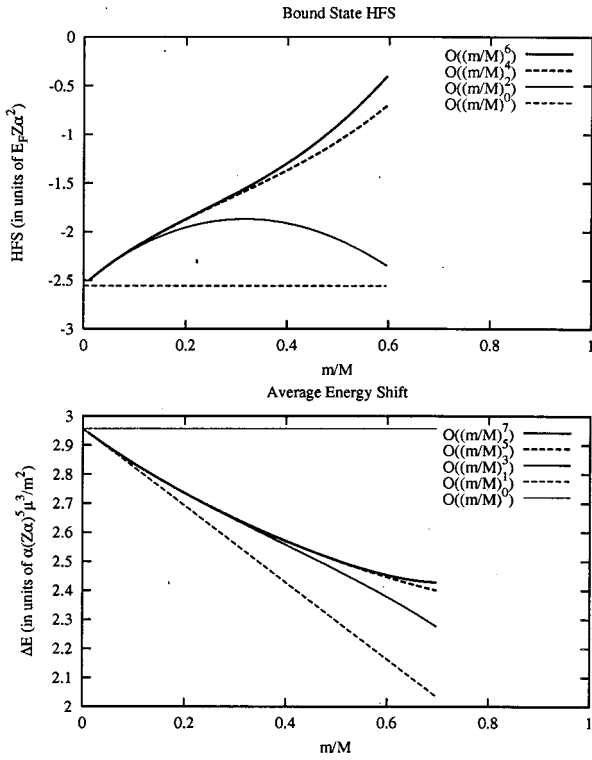 Bound State HFS
0
-0.5
-1
-1.5
-2
-2.5
-3
HFS (in units of E_F Zα^2)
O((m/M)^6)
O((m/M)^4)
O((m/M)^2)
O((m/M)^0)
0 0.2 0.4 0.6 0.8 1
m/M
Average Energy Shift
3
2.9
2.8
2.7
2.6
2.5
2.4
2.3
2.2
2.1
2
ΔE (in units of α(Zα)^5 μ^3/m^2)
O((m/M)^7)
O((m/M)^5)
O((m/M)^3)
O((m/M)^1)
O((m/M)^0)
0 0.2 0.4 0.6 0.8 1
m/M